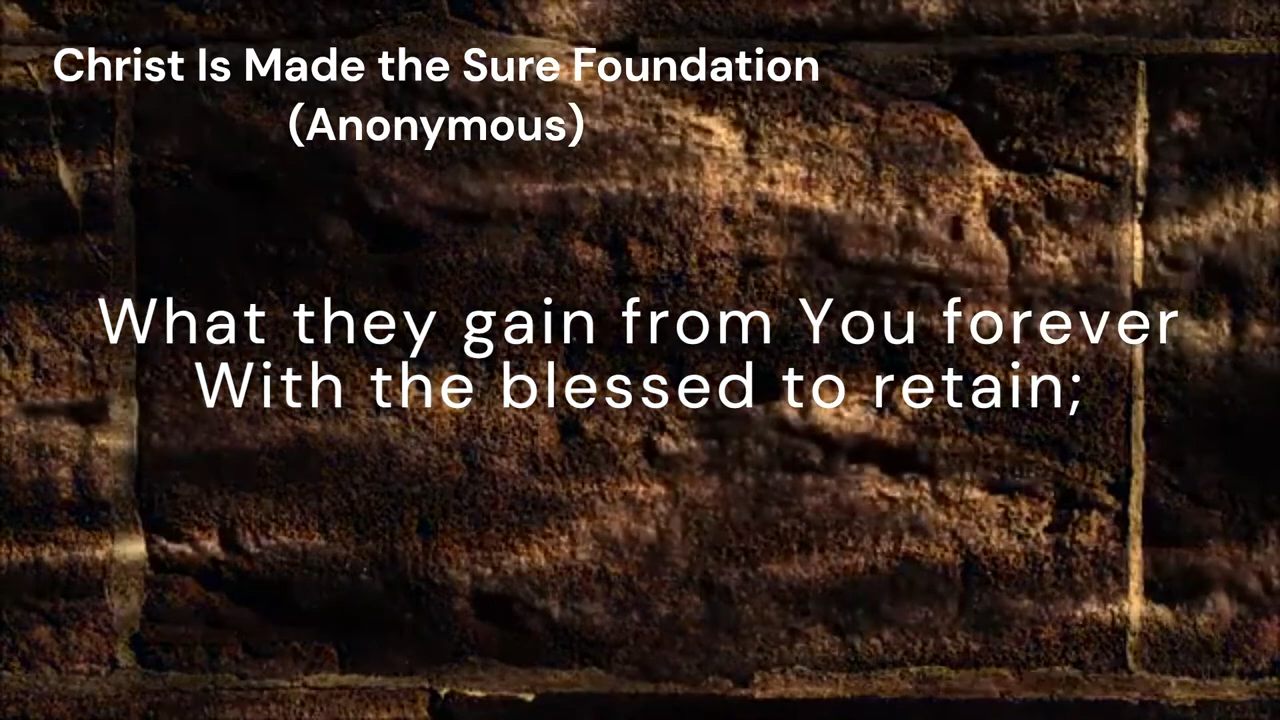 Christ Is Made the Sure Foundation
(Anonymous)
What they gain from You forever
With the blessed to retain;